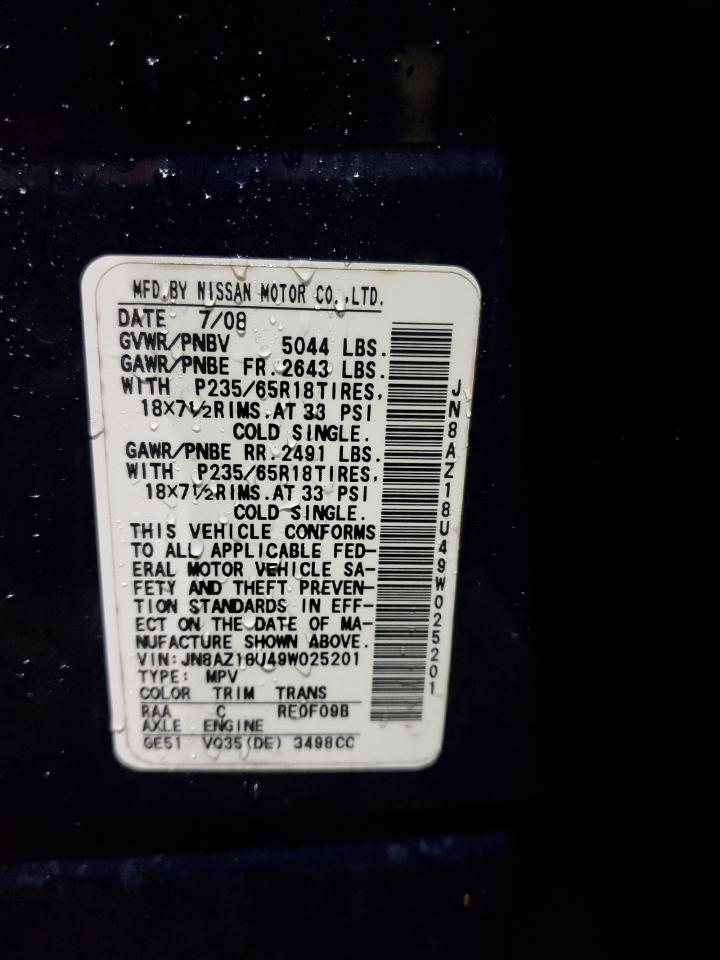 MFD.BY NISSAN MOTOR CO.,LTD.
DATE 7/08
GVWR/PNBV 5044 LBS.
GAWR/PNBE FR.2643 LBS.
WITH P235/65R18TIRES,
18X7½RIMS.AT 33 PSI
COLD SINGLE.
GAWR/PNBE RR.2491 LBS.
WITH P235/65R18TIRES,
18X7½RIMS.AT 33 PSI
COLD SINGLE.
THIS VEHICLE CONFORMS
TO ALL APPLICABLE FED-
ERAL MOTOR VEHICLE SA-
FETY AND THEFT PREVEN-
TION STANDARDS IN EFF-
ECT ON THE DATE OF MA-
NUFACTURE SHOWN ABOVE.
VIN:JN8AZ18U49W025201
TYPE: MPV
COLOR TRIM TRANS
RAA C RE0F09B
AXLE ENGINE
GE51 VQ35(DE) 3498CC
JN8AZ18U49W025201